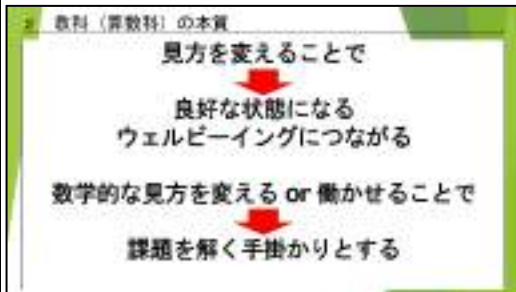 教科（算数科）の本質
見方を変えることで
良好な状態になる
ウェルビーイングにつながる
数学的な見方を変える or 働かせることで
課題を解く手掛かりとする